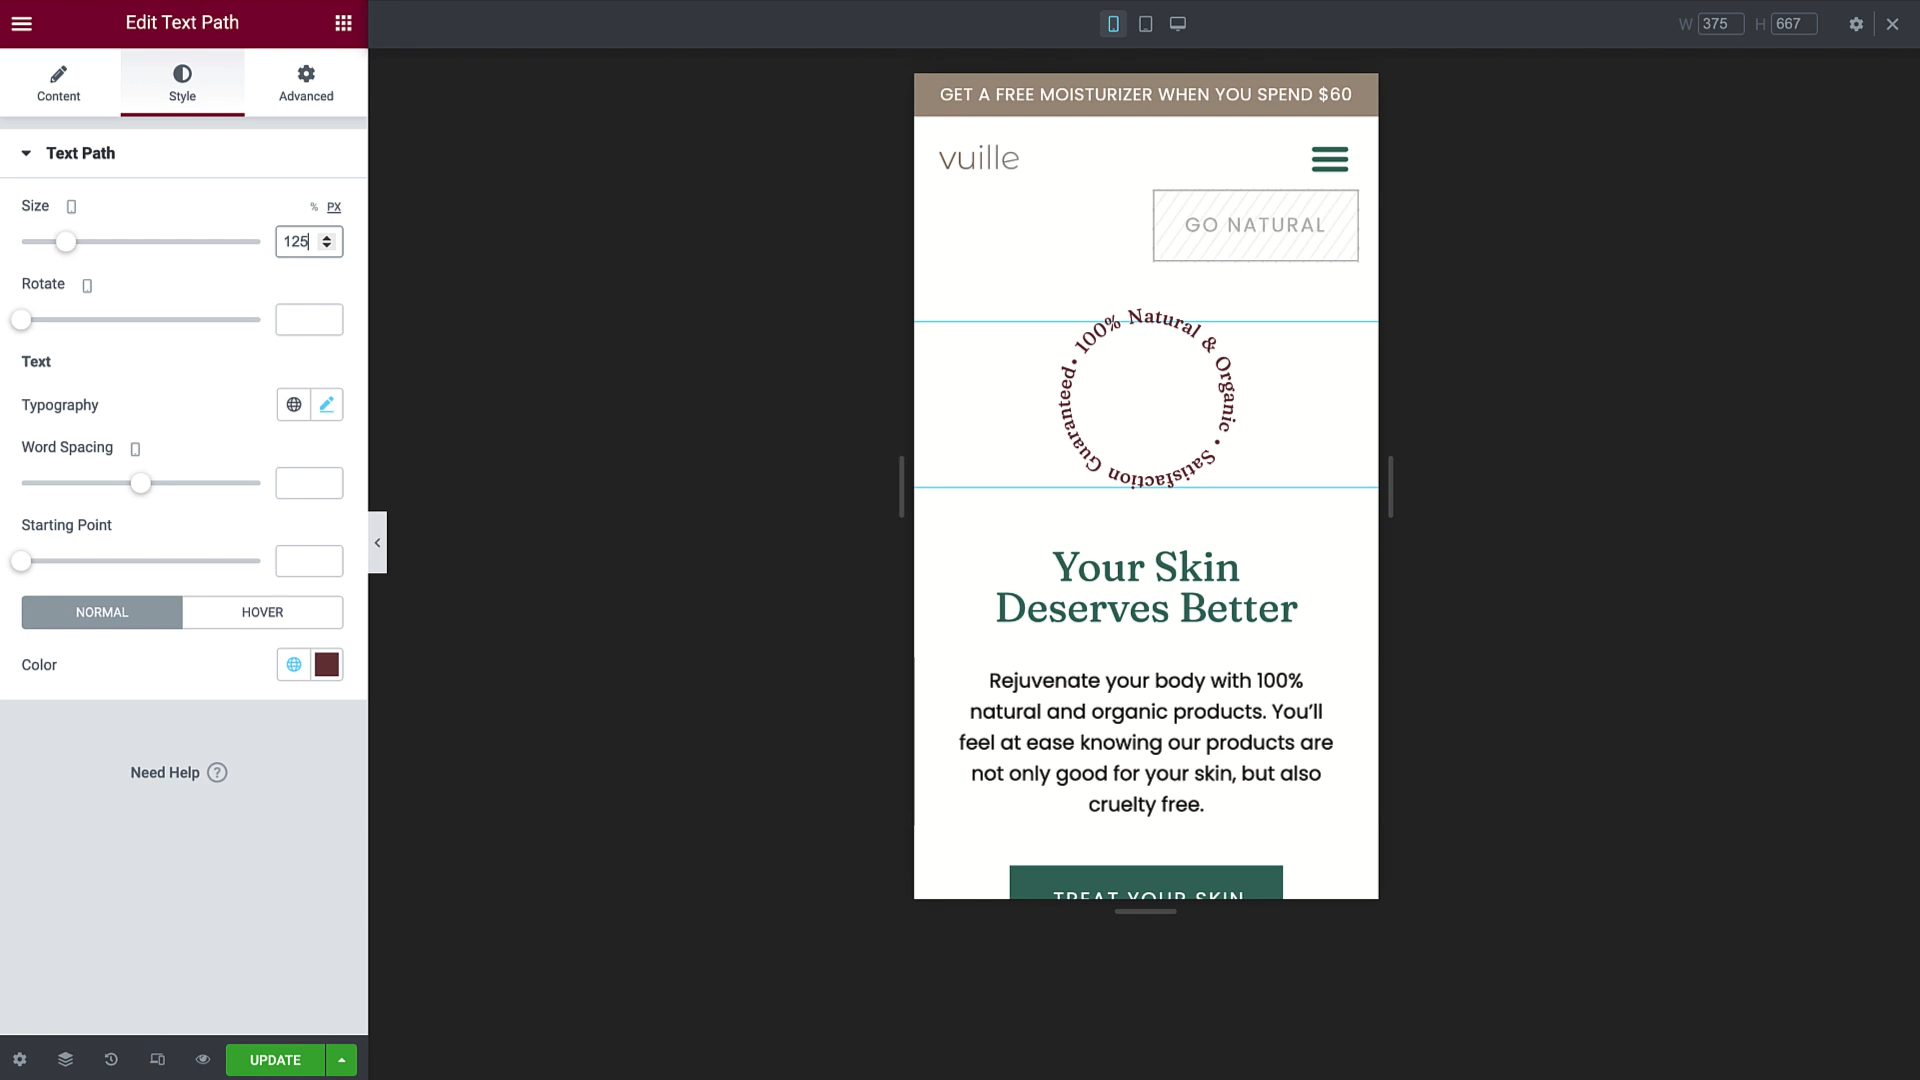 Edit Text Path
W 375 H 667
Content Style Advanced
Text Path
Size % PX
125
Rotate
Text
Typography
Word Spacing
Starting Point
NORMAL HOVER
Color
Need Help ?
UPDATE
GET A FREE MOISTURIZER WHEN YOU SPEND $60
vuille
GO NATURAL
100% Natural & Organic • Satisfaction Guaranteed •
Your Skin
Deserves Better
Rejuvenate your body with 100%
natural and organic products. You'll
feel at ease knowing our products are
not only good for your skin, but also
cruelty free.
TREAT YOUR SKIN